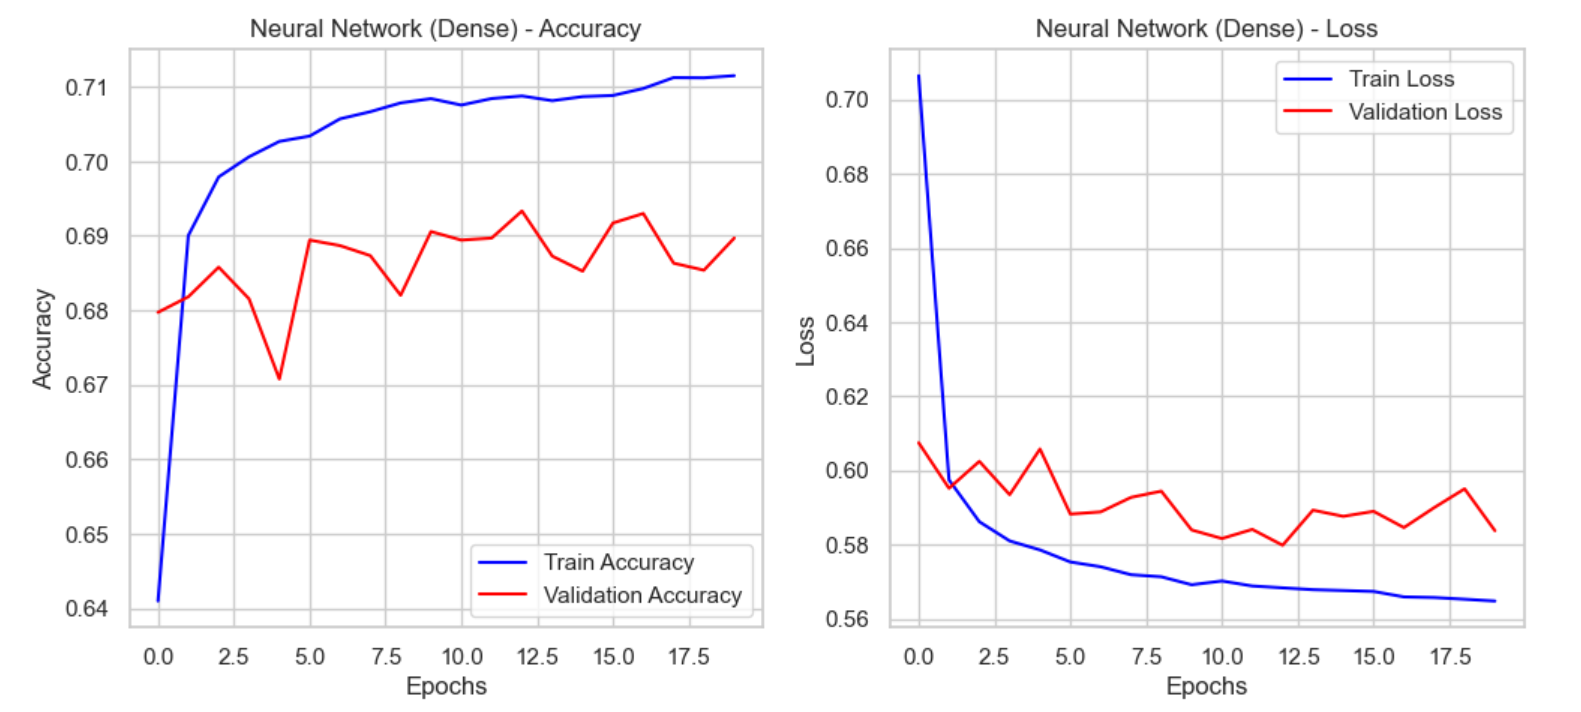 Neural Network (Dense) - Accuracy
0.71
0.70
0.69
0.68
0.67
0.66
0.65
0.64
Accuracy
Train Accuracy
Validation Accuracy
0.0 2.5 5.0 7.5 10.0 12.5 15.0 17.5
Epochs
Neural Network (Dense) - Loss
Train Loss
Validation Loss
0.70
0.68
0.66
0.64
0.62
0.60
0.58
0.56
Loss
0.0 2.5 5.0 7.5 10.0 12.5 15.0 17.5
Epochs